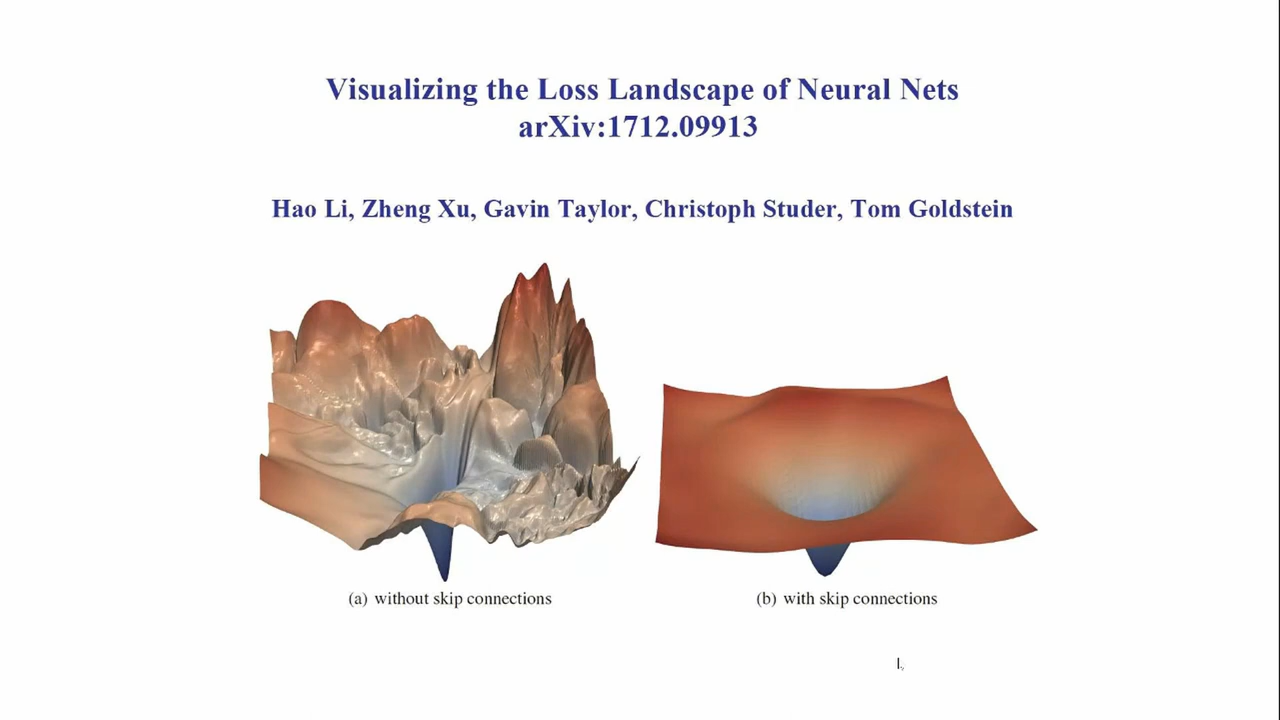 Visualizing the Loss Landscape of Neural Nets
arXiv:1712.09913
Hao Li, Zheng Xu, Gavin Taylor, Christoph Studer, Tom Goldstein
(a) without skip connections
(b) with skip connections